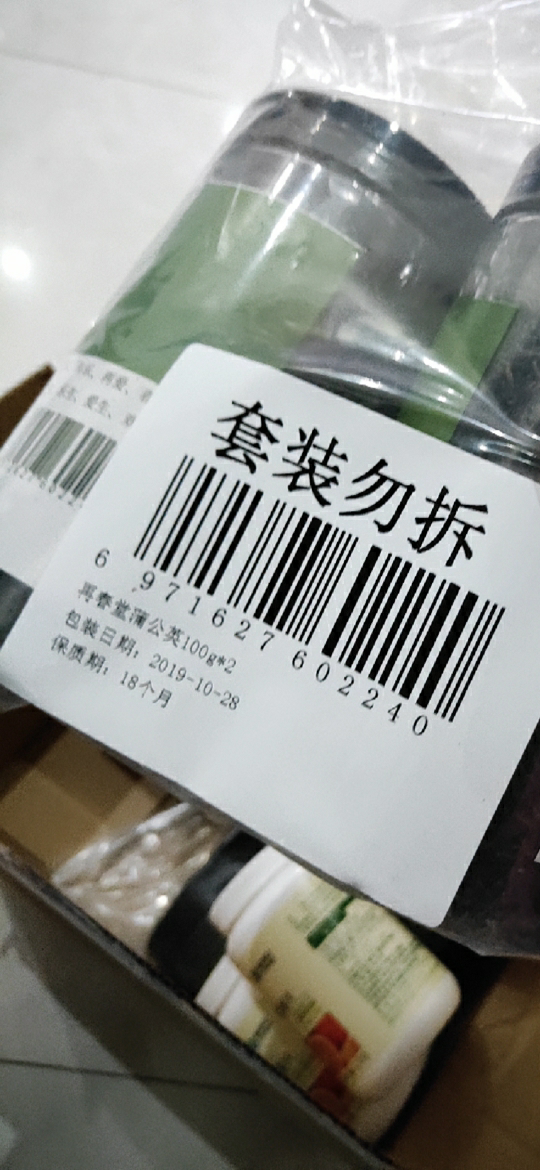 套装勿拆
6 971627 602240
再春堂蒲公英100g*2
包装日期：2019-10-28
保质期：18个月